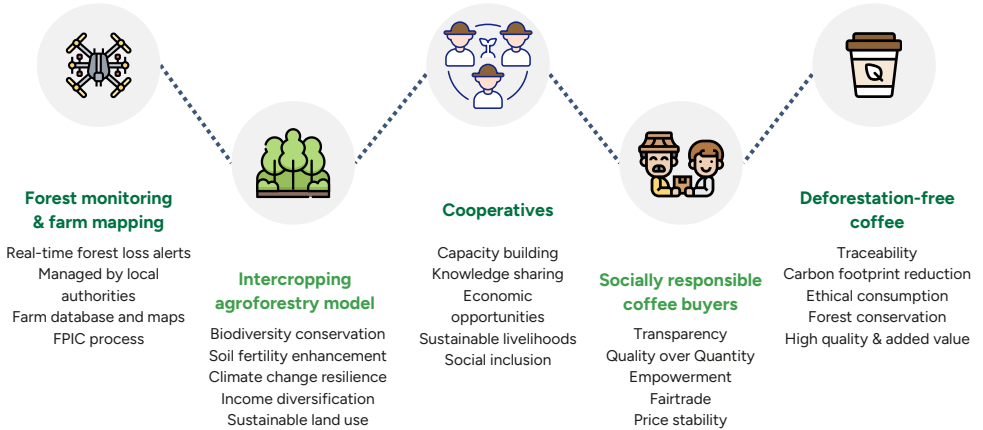 Forest monitoring
& farm mapping
Real-time forest loss alerts
Managed by local
authorities
Farm database and maps
FPIC process
Intercropping
agroforestry model
Biodiversity conservation
Soil fertility enhancement
Climate change resilience
Income diversification
Sustainable land use
Cooperatives
Capacity building
Knowledge sharing
Economic
opportunities
Sustainable livelihoods
Social inclusion
Socially responsible
coffee buyers
Transparency
Quality over Quantity
Empowerment
Fairtrade
Price stability
Deforestation-free
coffee
Traceability
Carbon footprint reduction
Ethical consumption
Forest conservation
High quality & added value